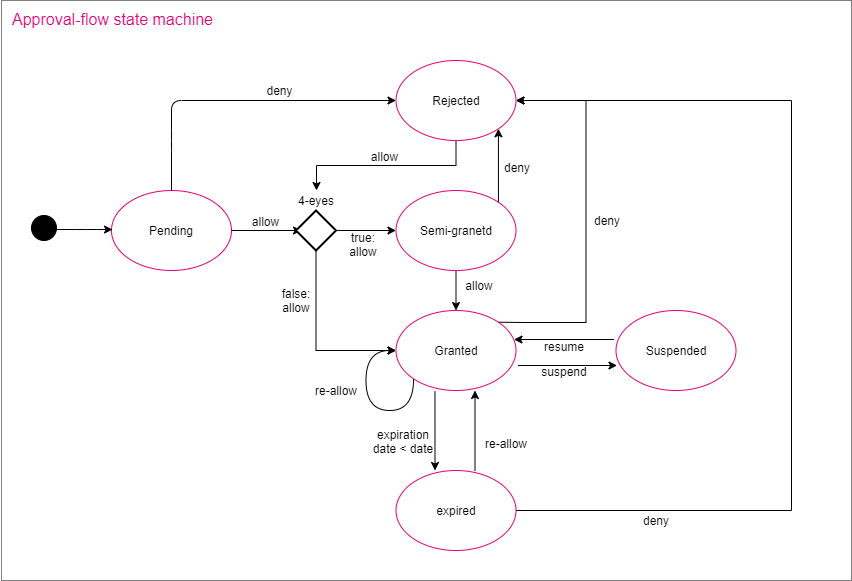 Approval-flow state machine
deny
Rejected
allow
deny
4-eyes
allow
Pending
true:
allow
Semi-granetd
deny
allow
false:
allow
Granted
resume
Suspended
suspend
re-allow
expiration
date < date
re-allow
expired
deny